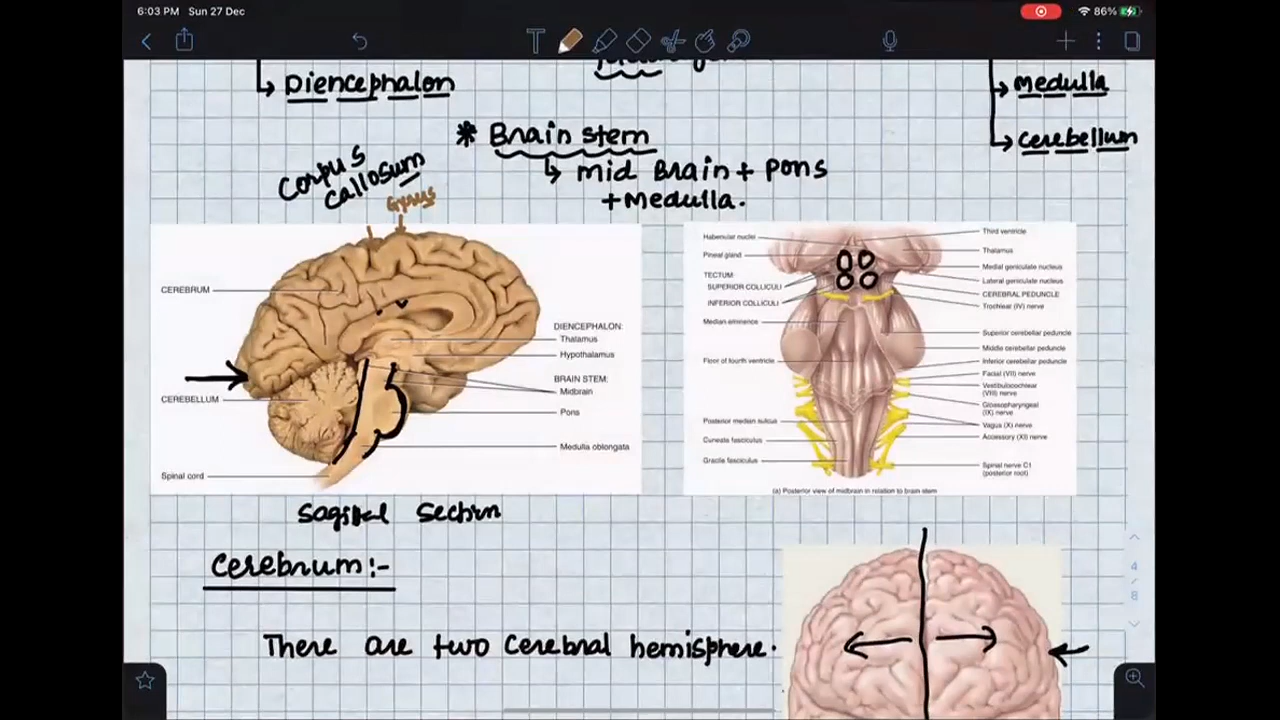 6:03 PM Sun 27 Dec
86%
Diencephalon
medulla
cerebellum
* Brain stem
mid Brain + Pons
+Medulla.
Corpus
callosum
Gyrus
CEREBRUM
CEREBELLUM
Spinal cord
DIENCEPHALON:
Thalamus
Hypothalamus
BRAIN STEM:
Midbrain
Pons
Medulla oblongata
Habenular nuclei
Pineal gland
TECTUM
SUPERIOR COLLICULI
INFERIOR COLLICULI
Median eminence
Floor of fourth ventricle
Posterior median sulcus
Cuneate fasciculus
Gracile fasciculus
Third ventricle
Thalamus
Medial geniculate nucleus
Lateral geniculate nucleus
CEREBRAL PEDUNCLE
Trochlear (IV) nerve
Superior cerebellar peduncle
Middle cerebellar peduncle
Inferior cerebellar peduncle
Facial (VII) nerve
Vestibulocochlear
(VIII) nerve
Glossopharyngeal
(IX) nerve
Vagus (X) nerve
Accessory (XI) nerve
Spinal nerve C1
(posterior root)
(a) Posterior view of midbrain in relation to brain stem
Sagittal Section
Cerebrum :-
There are two cerebral hemisphere.
4
/
8